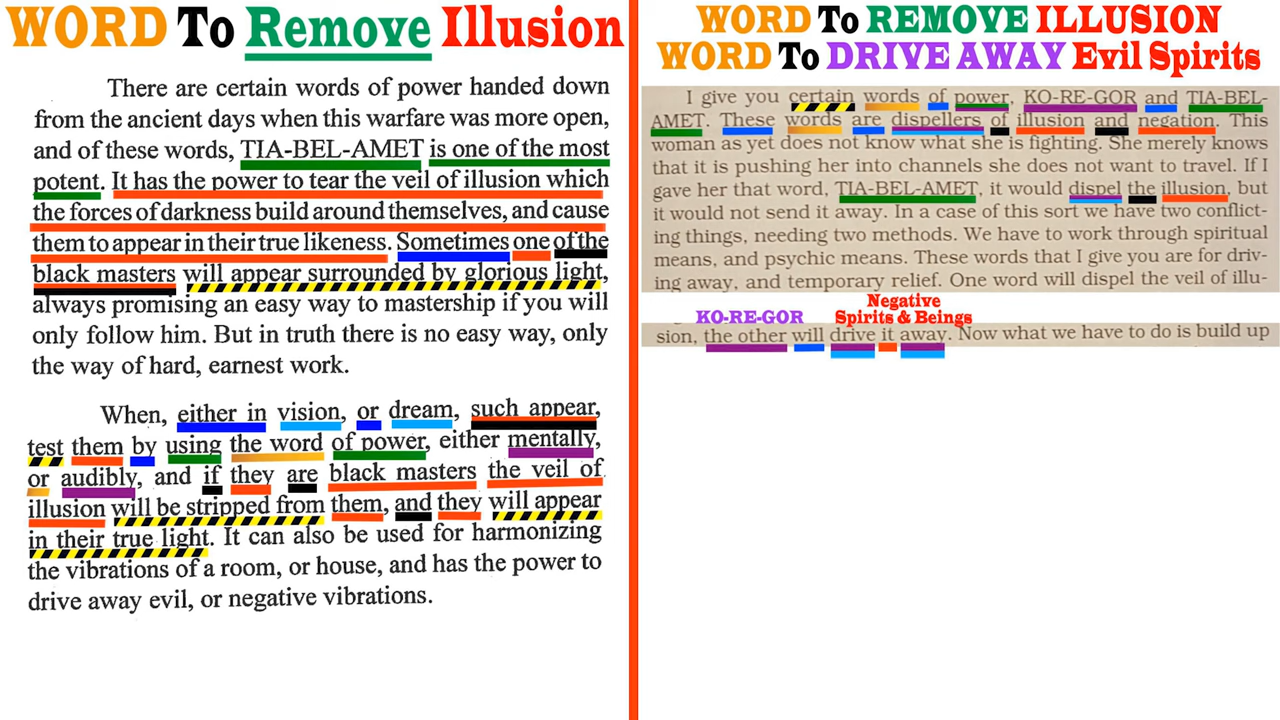 WORD To Remove Illusion
There are certain words of power handed down
from the ancient days when this warfare was more open,
and of these words, TIA-BEL-AMET is one of the most
potent. It has the power to tear the veil of illusion which
the forces of darkness build around themselves, and cause
them to appear in their true likeness. Sometimes one of the
black masters will appear surrounded by glorious light,
always promising an easy way to mastership if you will
only follow him. But in truth there is no easy way, only
the way of hard, earnest work.
When, either in vision, or dream, such appear,
test them by using the word of power, either mentally,
or audibly, and if they are black masters the veil of
illusion will be stripped from them, and they will appear
in their true light. It can also be used for harmonizing
the vibrations of a room, or house, and has the power to
drive away evil, or negative vibrations.
WORD To REMOVE ILLUSION
WORD To DRIVE AWAY Evil Spirits
I give you certain words of power, KO-RE-GOR and TIA-BEL-
AMET. These words are dispellers of illusion and negation. This
woman as yet does not know what she is fighting. She merely knows
that it is pushing her into channels she does not want to travel. If I
gave her that word, TIA-BEL-AMET, it would dispel the illusion, but
it would not send it away. In a case of this sort we have two conflict-
ing things, needing two methods. We have to work through spiritual
means, and psychic means. These words that I give you are for driv-
ing away, and temporary relief. One word will dispel the veil of illu-
Negative
KO-RE-GOR Spirits & Beings
sion, the other will drive it away. Now what we have to do is build up